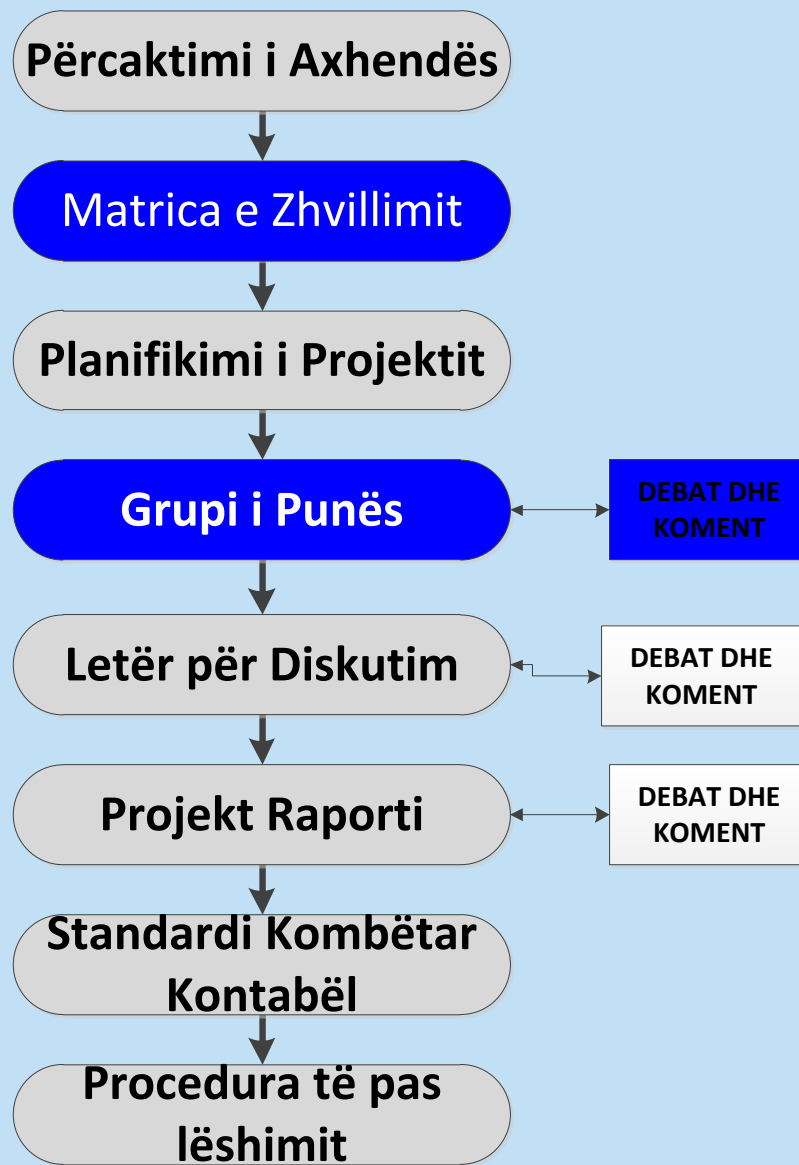 Përcaktimi i Axhendës
Matrica e Zhvillimit
Planifikimi i Projektit
Grupi i Punës
DEBAT DHE
KOMENT
Letër për Diskutim
DEBAT DHE
KOMENT
Projekt Raporti
DEBAT DHE
KOMENT
Standardi Kombëtar
Kontabël
Procedura të pas
lëshimit